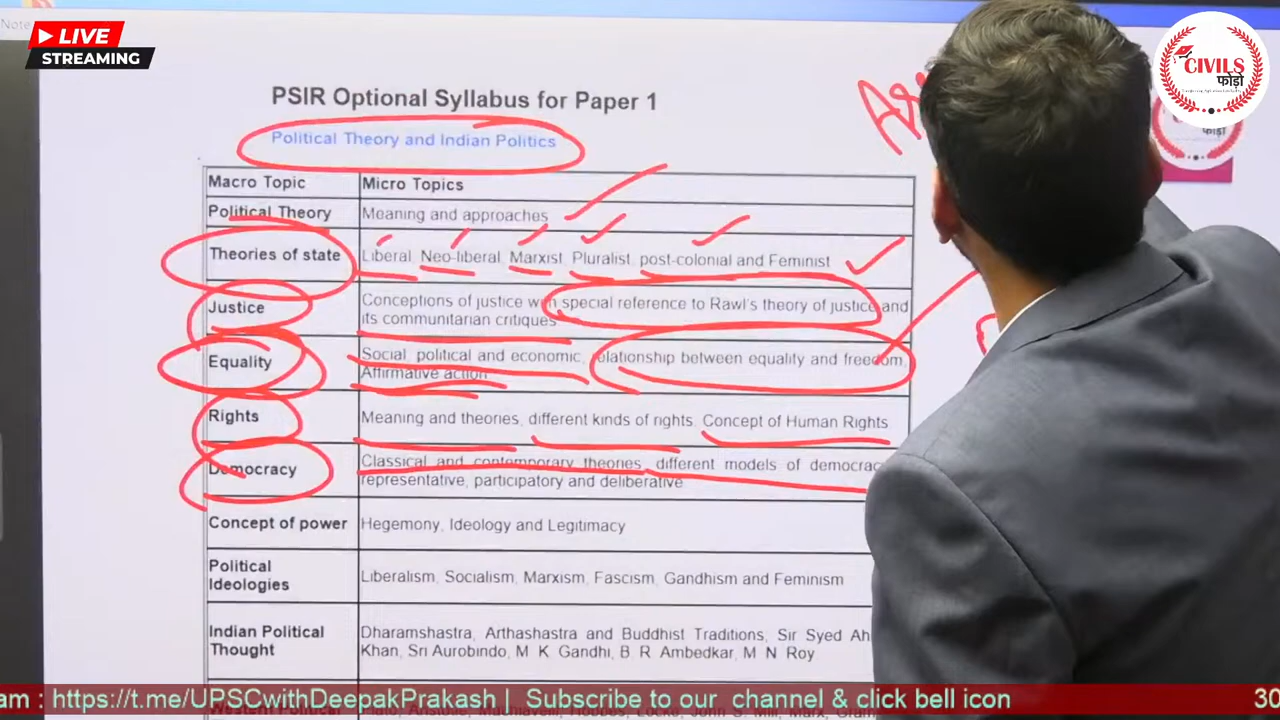 Note
LIVE
STREAMING
CIVILS
फोड़ो
PSIR Optional Syllabus for Paper 1
Political Theory and Indian Politics
Macro Topic Micro Topics
Political Theory Meaning and approaches
Theories of state Liberal, Neo-liberal, Marxist, Pluralist, post-colonial and Feminist
Justice Conceptions of justice with special reference to Rawl's theory of justice and
its communitarian critiques
Equality Social, political and economic, relationship between equality and freedom,
Affirmative action
Rights Meaning and theories, different kinds of rights, Concept of Human Rights
Democracy Classical and contemporary theories, different models of democrac
representative, participatory and deliberative
Concept of power Hegemony, Ideology and Legitimacy
Political
Ideologies
Liberalism, Socialism, Marxism, Fascism, Gandhism and Feminism
Indian Political
Thought
Dharamshastra, Arthashastra and Buddhist Traditions, Sir Syed Ah
Khan, Sri Aurobindo, M K Gandhi, B R Ambedkar, M N Roy
am : https://t.me/UPSCwithDeepakPrakash | Subscribe to our channel & click bell icon 30